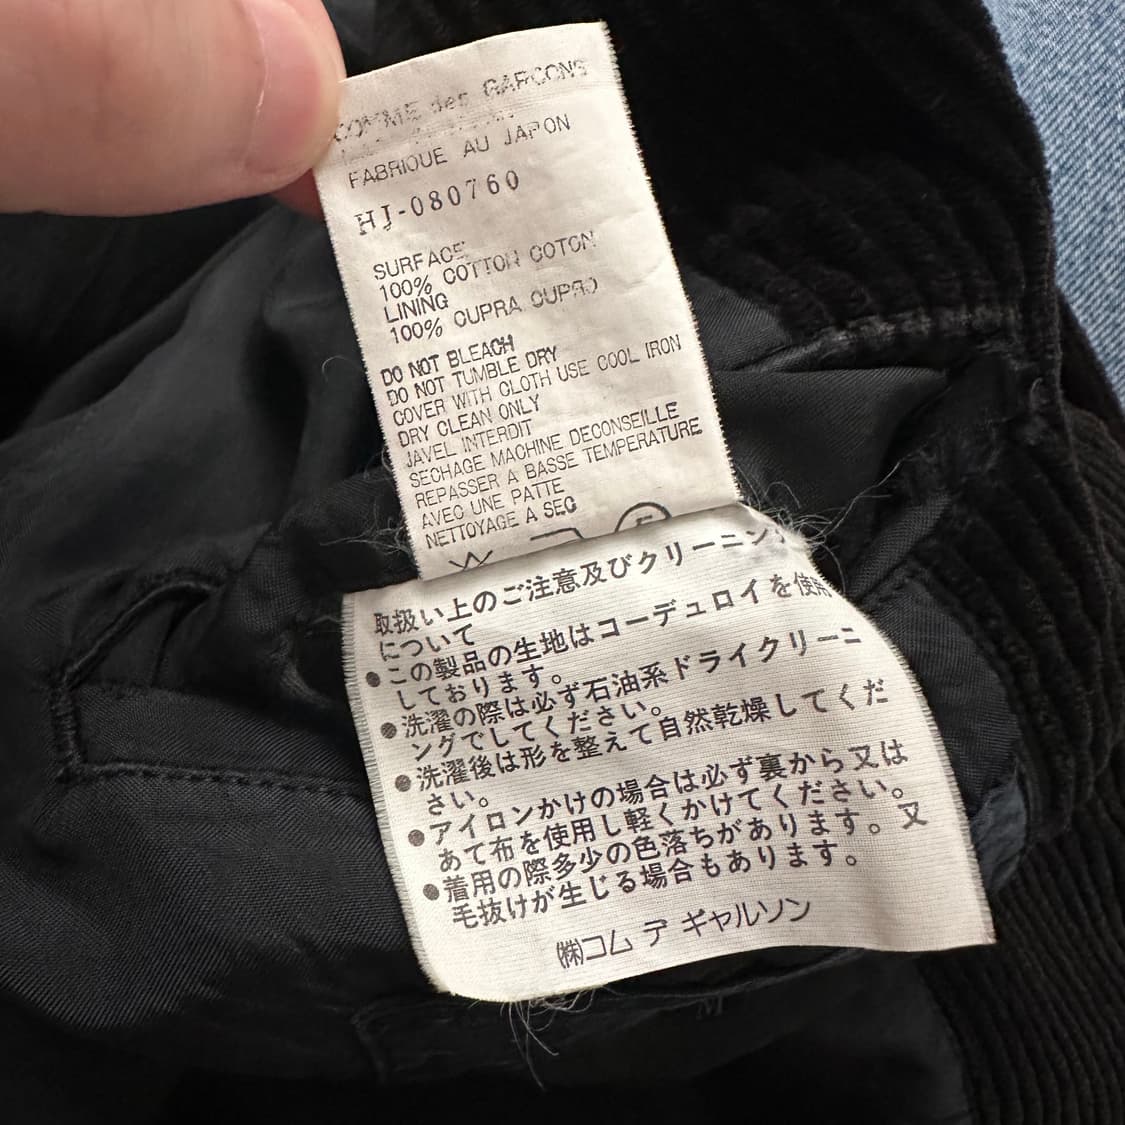 COMME des GARCONS
FABRIQUE AU JAPON
HJ-080760
SURFACE
100% COTTON COTON
LINING
100% CUPRA CUPRO
DO NOT BLEACH
DO NOT TUMBLE DRY
COVER WITH CLOTH USE COOL IRON
DRY CLEAN ONLY
JAVEL INTERDIT
SECHAGE MACHINE DECONSEILLE
REPASSER A BASSE TEMPERATURE
AVEC UNE PATTE
NETTOYAGE A SEC
取扱い上のご注意及びクリーニング
について
●この製品の生地はコーデュロイを使用
しております。
●洗濯の際は必ず石油系ドライクリーニ
ングでしてください。
●洗濯後は形を整えて自然乾燥してくだ
さい。
●アイロンかけの場合は必ず裏から又は
あて布を使用し軽くかけてください。
●着用の際多少の色落ちがあります。又
毛抜けが生じる場合もあります。
㈱コム デ ギャルソン